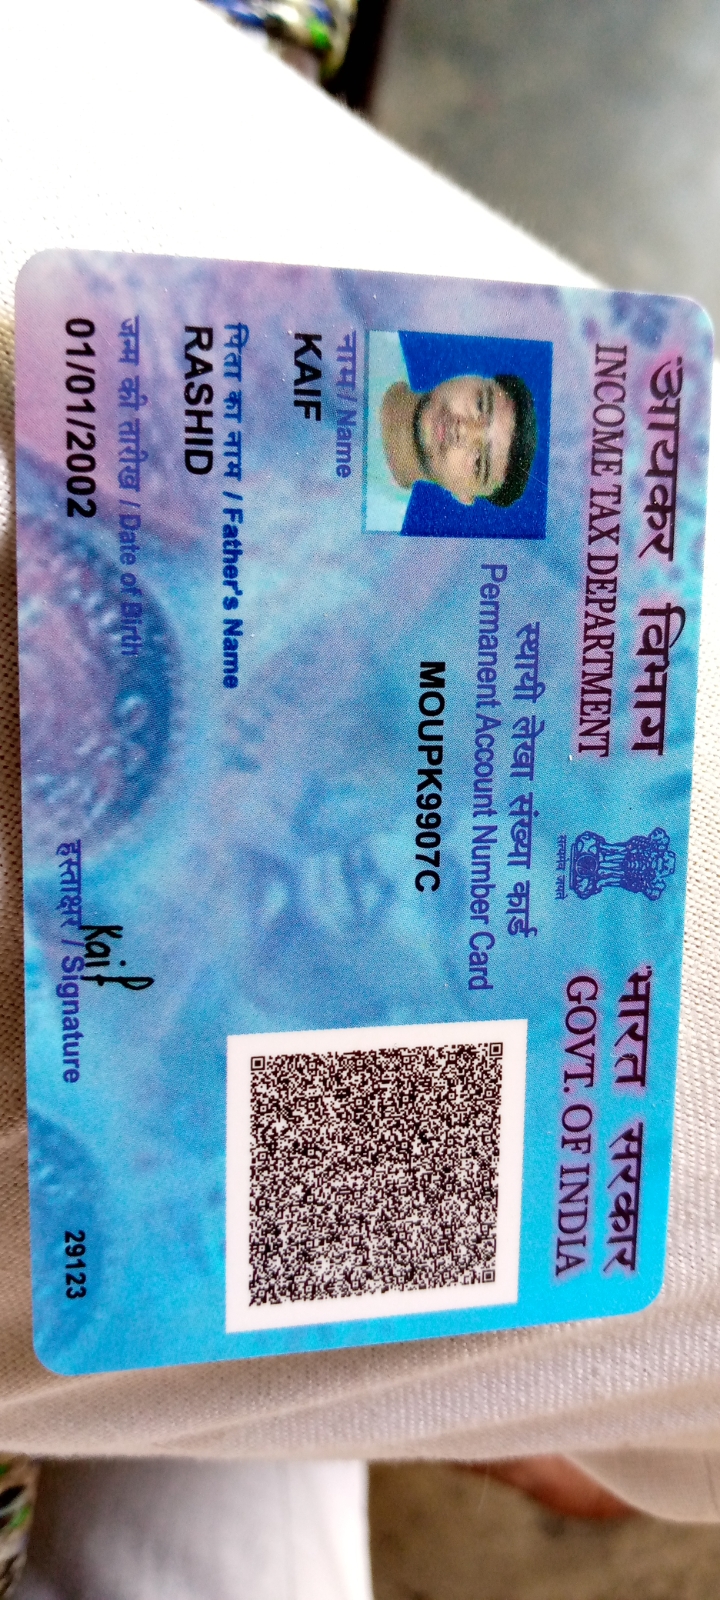 आयकर विभाग
INCOME TAX DEPARTMENT
सत्यमेव जयते
भारत सरकार
GOVT. OF INDIA
स्थायी लेखा संख्या कार्ड
Permanent Account Number Card
MOUPK9907C
नाम / Name
KAIF
पिता का नाम / Father's Name
RASHID
जन्म की तारीख / Date of Birth
01/01/2002
Kaif
हस्ताक्षर / Signature
29123